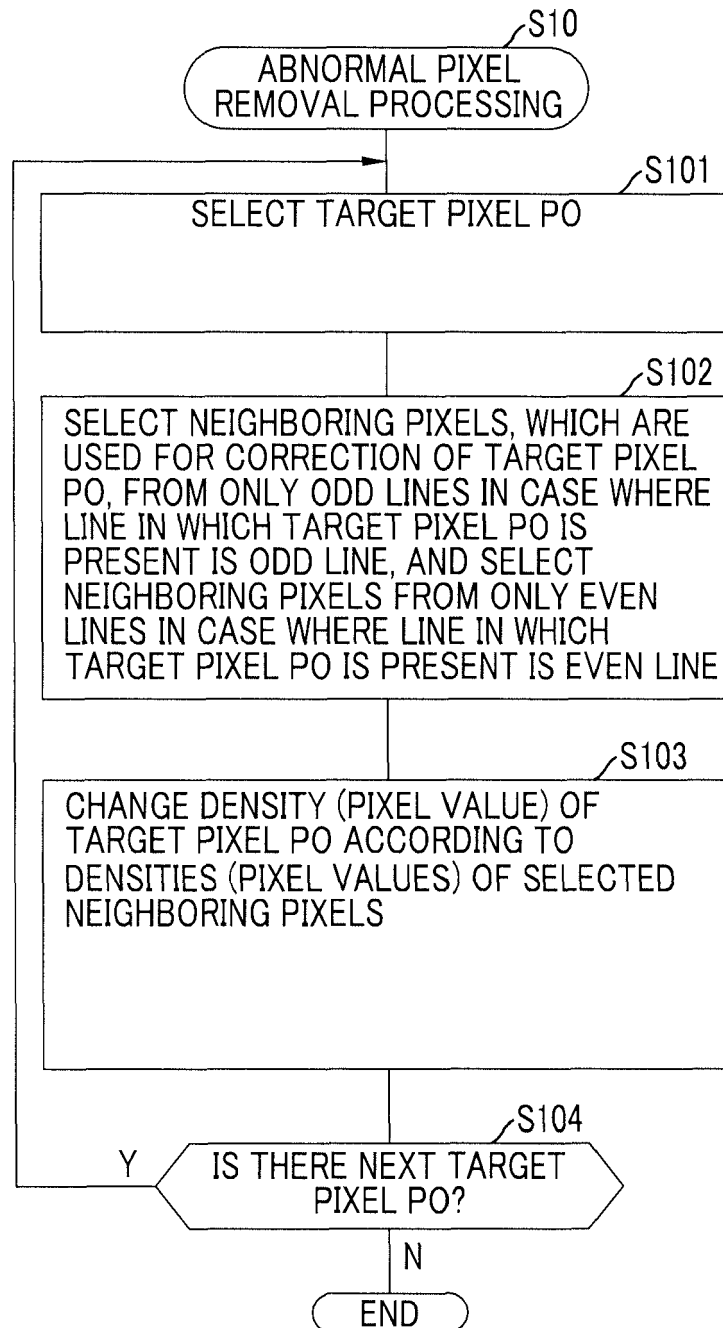 S10
ABNORMAL PIXEL
REMOVAL PROCESSING
S101
SELECT TARGET PIXEL PO
S102
SELECT NEIGHBORING PIXELS, WHICH ARE
USED FOR CORRECTION OF TARGET PIXEL
PO, FROM ONLY ODD LINES IN CASE WHERE
LINE IN WHICH TARGET PIXEL PO IS
PRESENT IS ODD LINE, AND SELECT
NEIGHBORING PIXELS FROM ONLY EVEN
LINES IN CASE WHERE LINE IN WHICH
TARGET PIXEL PO IS PRESENT IS EVEN LINE
S103
CHANGE DENSITY (PIXEL VALUE) OF
TARGET PIXEL PO ACCORDING TO
DENSITIES (PIXEL VALUES) OF SELECTED
NEIGHBORING PIXELS
S104
Y
IS THERE NEXT TARGET
PIXEL PO?
N
END